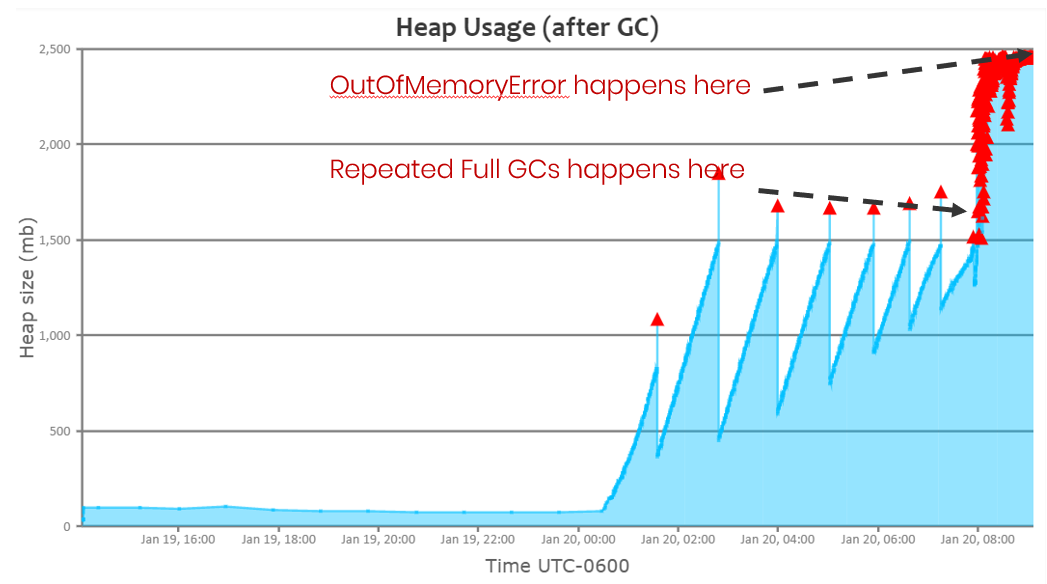 Heap Usage (after GC)
2,500
OutOfMemoryError happens here
2,000
Repeated Full GCs happens here
1,500
Heap size (mb)
1,000
500
0
Jan 19, 16:00 Jan 19, 18:00 Jan 19, 20:00 Jan 19, 22:00 Jan 20, 00:00 Jan 20, 02:00 Jan 20, 04:00 Jan 20, 06:00 Jan 20, 08:00
Time UTC-0600